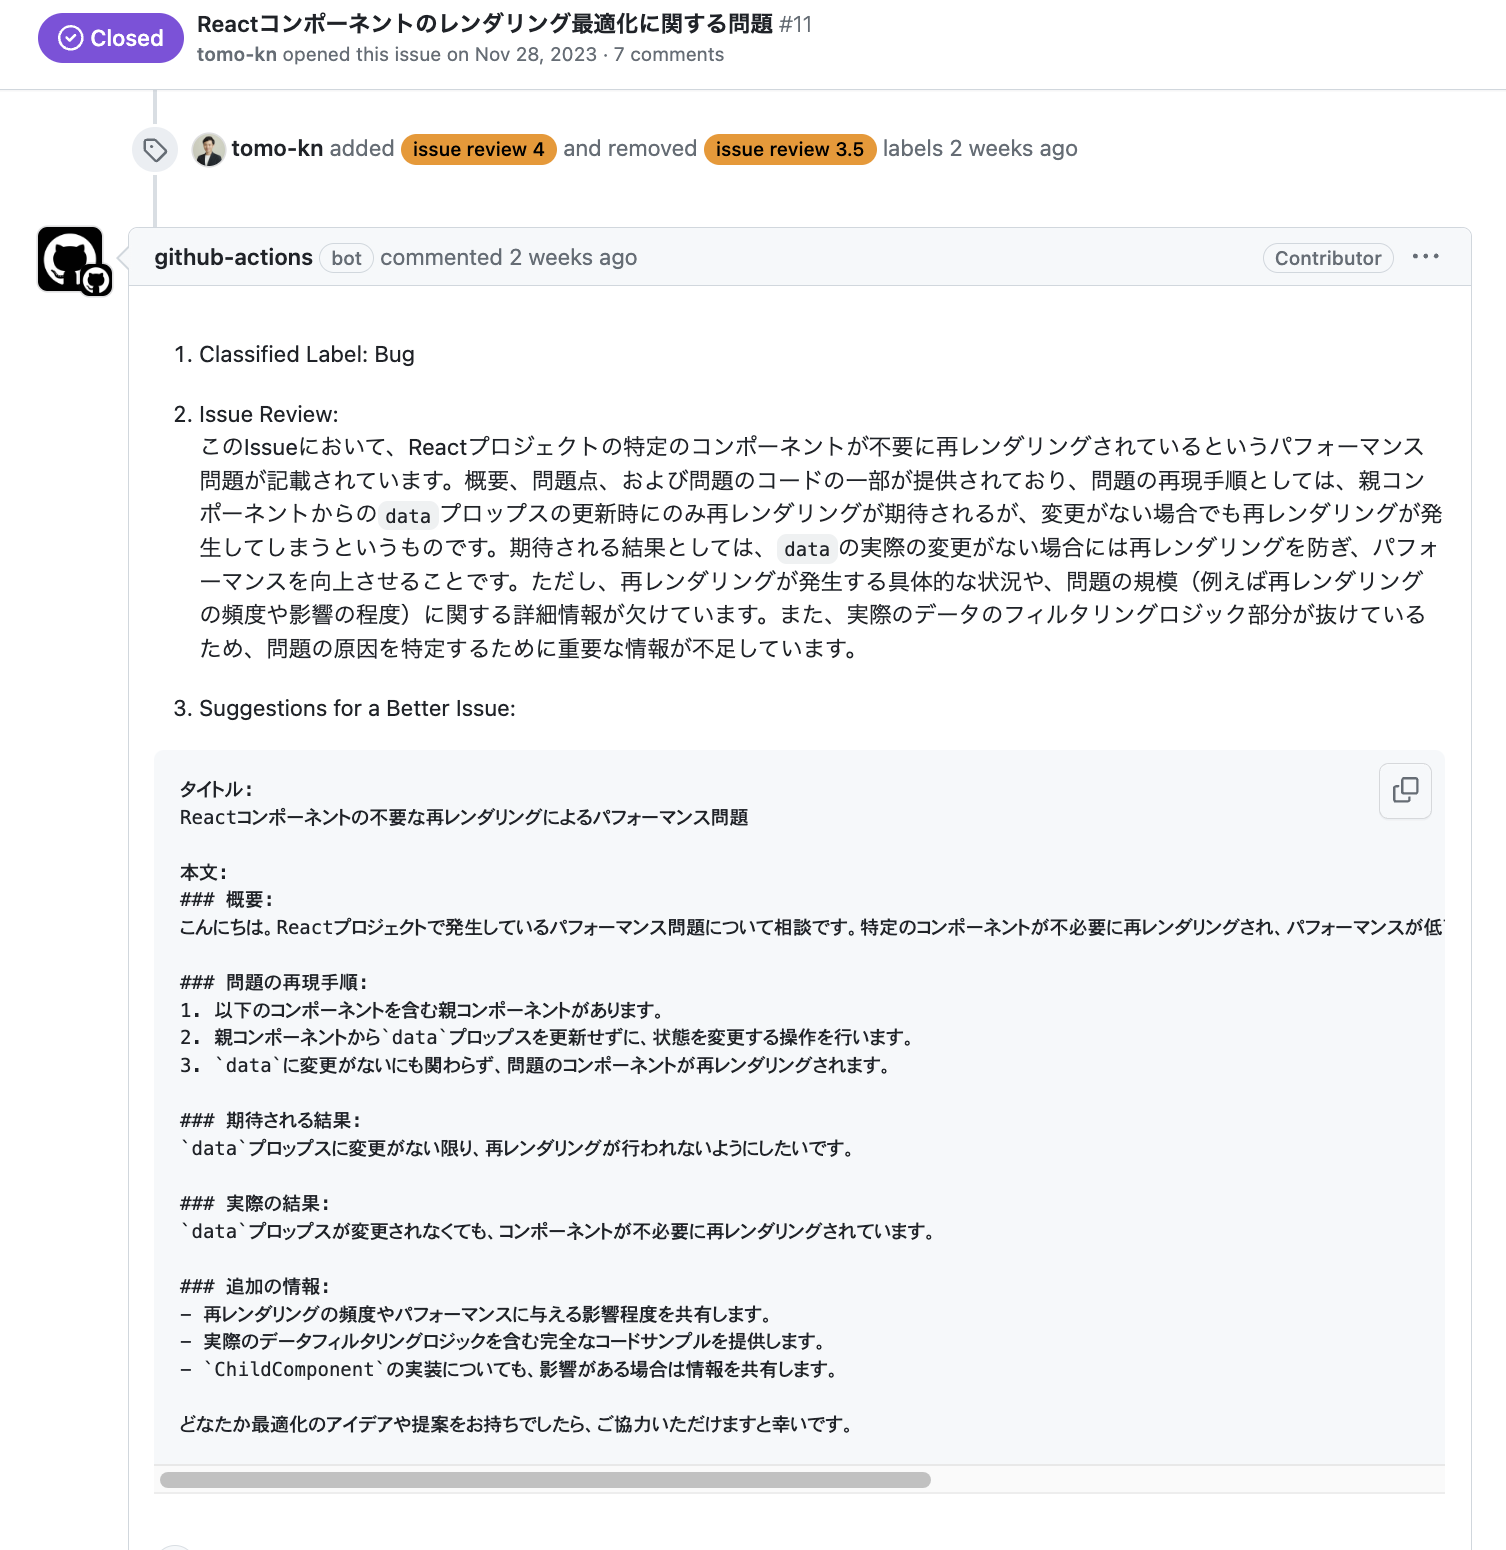 Closed
Reactコンポーネントのレンダリング最適化に関する問題 #11
tomo-kn opened this issue on Nov 28, 2023 · 7 comments
tomo-kn added issue review 4 and removed issue review 3.5 labels 2 weeks ago
github-actions bot commented 2 weeks ago
Contributor
1. Classified Label: Bug
2. Issue Review:
このIssueにおいて、Reactプロジェクトの特定のコンポーネントが不要に再レンダリングされているというパフォーマンス
問題が記載されています。概要、問題点、および問題のコードの一部が提供されており、問題の再現手順としては、親コン
ポーネントからの data プロップスの更新時にのみ再レンダリングが期待されるが、変更がない場合でも再レンダリングが発
生してしまうというものです。期待される結果としては、 data の実際の変更がない場合には再レンダリングを防ぎ、パフォ
ーマンスを向上させることです。ただし、再レンダリングが発生する具体的な状況や、問題の規模（例えば再レンダリング
の頻度や影響の程度）に関する詳細情報が欠けています。また、実際のデータのフィルタリングロジック部分が抜けている
ため、問題の原因を特定するために重要な情報が不足しています。
3. Suggestions for a Better Issue:
タイトル:
Reactコンポーネントの不要な再レンダリングによるパフォーマンス問題
本文:
### 概要:
こんにちは。Reactプロジェクトで発生しているパフォーマンス問題について相談です。特定のコンポーネントが不必要に再レンダリングされ、パフォーマンスが低
### 問題の再現手順:
1. 以下のコンポーネントを含む親コンポーネントがあります。
2. 親コンポーネントから`data`プロップスを更新せずに、状態を変更する操作を行います。
3. `data`に変更がないにも関わらず、問題のコンポーネントが再レンダリングされます。
### 期待される結果:
`data`プロップスに変更がない限り、再レンダリングが行われないようにしたいです。
### 実際の結果:
`data`プロップスが変更されなくても、コンポーネントが不必要に再レンダリングされています。
### 追加の情報:
- 再レンダリングの頻度やパフォーマンスに与える影響程度を共有します。
- 実際のデータフィルタリングロジックを含む完全なコードサンプルを提供します。
- `ChildComponent`の実装についても、影響がある場合は情報を共有します。
どなたか最適化のアイデアや提案をお持ちでしたら、ご協力いただけますと幸いです。